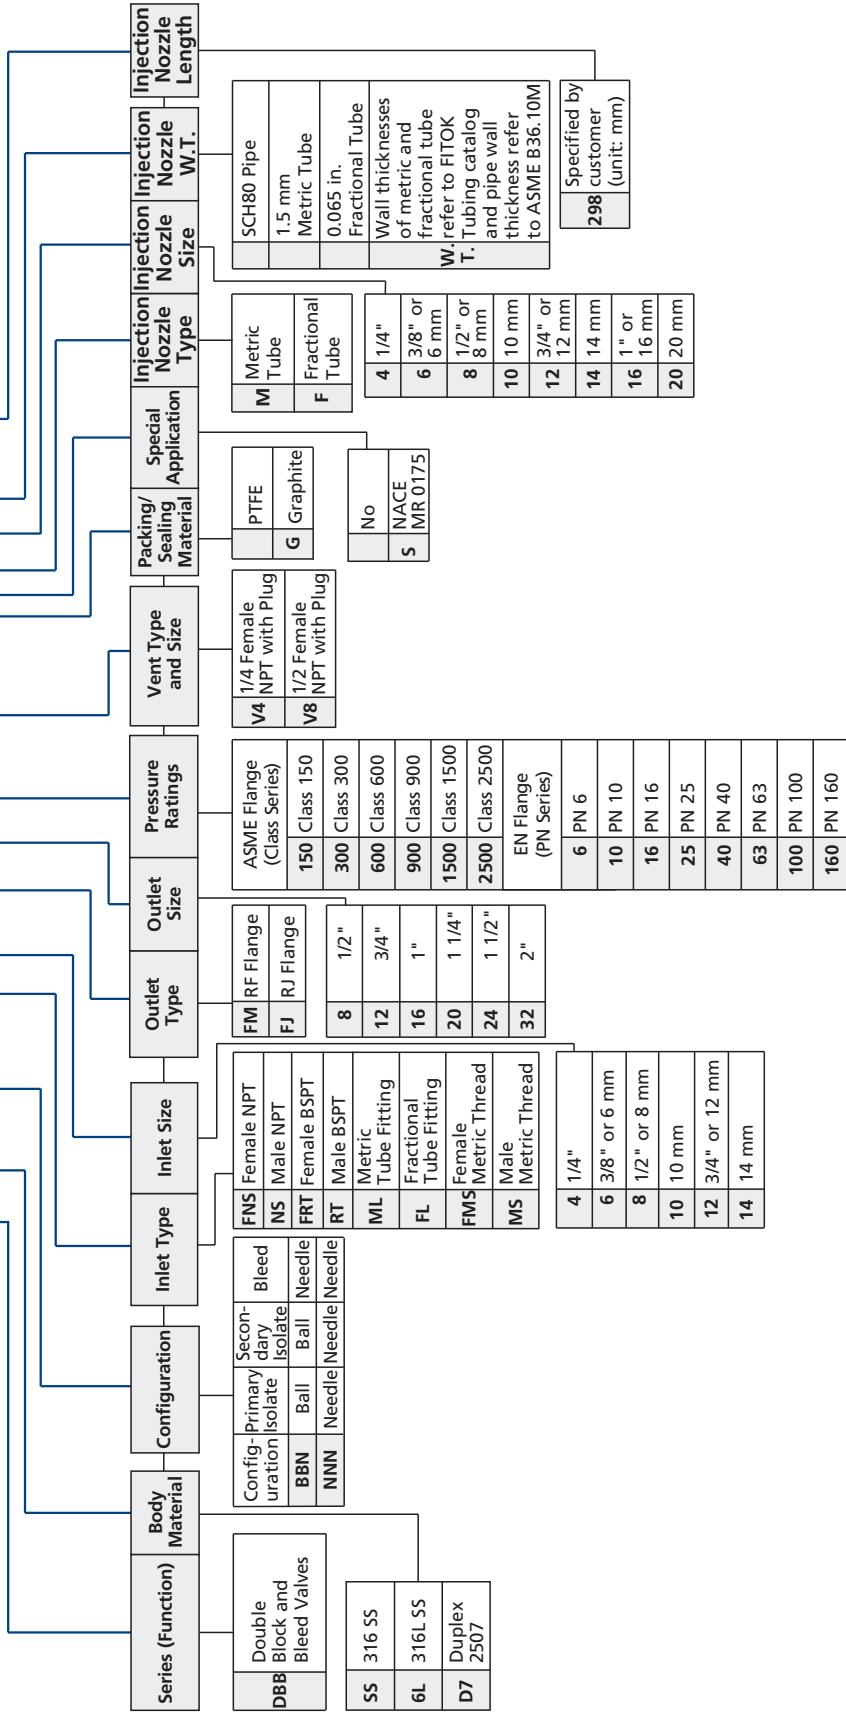 Series (Function)
Body
Material
Configuration
Inlet Type
Inlet Size
Outlet
Type
Outlet
Size
Pressure
Ratings
Vent Type
and Size
Packing/
Sealing
Material
Special
Application
Injection
Nozzle
Type
Injection
Nozzle
Size
Injection
Nozzle
W.T.
Injection
Nozzle
Length
DBB
Double
Block and
Bleed Valves
SS 316 SS
6L 316L SS
D7 Duplex
2507
Config-
uration
Primary
Isolate
Secon-
dary
Isolate
Bleed
BBN Ball Ball Needle
NNN Needle Needle Needle
FNS Female NPT
NS Male NPT
FRT Female BSPT
RT Male BSPT
ML Metric
Tube Fitting
FL Fractional
Tube Fitting
FMS Female
Metric Thread
MS Male
Metric Thread
4 1/4"
6 3/8" or 6 mm
8 1/2" or 8 mm
10 10 mm
12 3/4" or 12 mm
14 14 mm
FM RF Flange
FJ RJ Flange
8 1/2"
12 3/4"
16 1"
20 1 1/4"
24 1 1/2"
32 2"
ASME Flange
(Class Series)
150 Class 150
300 Class 300
600 Class 600
900 Class 900
1500 Class 1500
2500 Class 2500
EN Flange
(PN Series)
6 PN 6
10 PN 10
16 PN 16
25 PN 25
40 PN 40
63 PN 63
100 PN 100
160 PN 160
V4 1/4 Female
NPT with Plug
V8 1/2 Female
NPT with Plug
PTFE
G Graphite
No
S NACE
MR 0175
M Metric
Tube
F Fractional
Tube
4 1/4"
6 3/8" or
6 mm
8 1/2" or
8 mm
10 10 mm
12 3/4" or
12 mm
14 14 mm
16 1" or
16 mm
20 20 mm
SCH80 Pipe
1.5 mm
Metric Tube
0.065 in.
Fractional Tube
W.
T.
Wall thicknesses
of metric and
fractional tube
refer to FITOK
Tubing catalog
and pipe wall
thickness refer
to ASME B36.10M
298
Specified by
customer
(unit: mm)